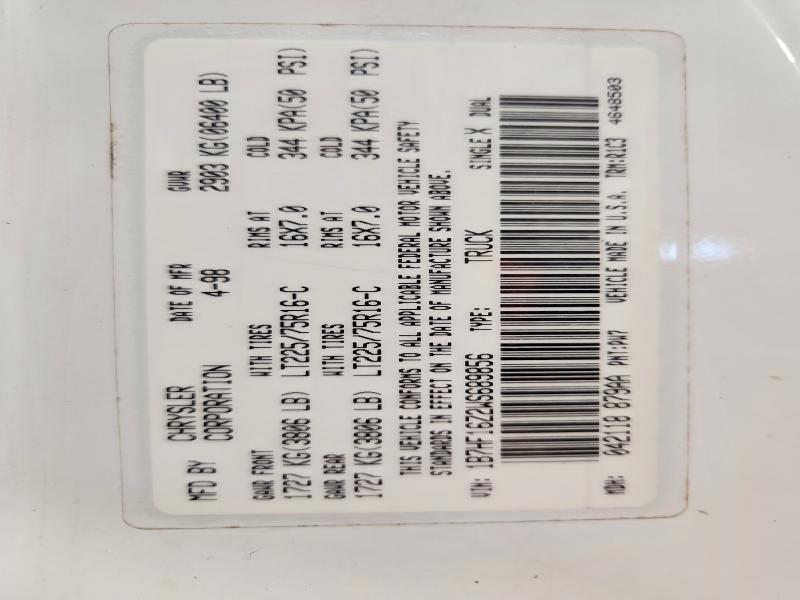 MFD BY CHRYSLER CORPORATION DATE OF MFR 4-98 GVWR 2903 KG(06400 LB)
GAWR FRONT WITH TIRES RIMS AT COLD
1727 KG(3806 LB) LT225/75R16-C 16X7.0 344 KPA(50 PSI)
GAWR REAR WITH TIRES RIMS AT COLD
1727 KG(3806 LB) LT225/75R16-C 16X7.0 344 KPA(50 PSI)
THIS VEHICLE CONFORMS TO ALL APPLICABLE FEDERAL MOTOR VEHICLE SAFETY
STANDARDS IN EFFECT ON THE DATE OF MANUFACTURE SHOWN ABOVE.
VIN: 1B7HF16Z2WS689856 TYPE: TRUCK SINGLE X DUAL
MDH: 042110 879AA PNT:PW7 VEHICLE MADE IN U.S.A. TRM:R1C3 4648503